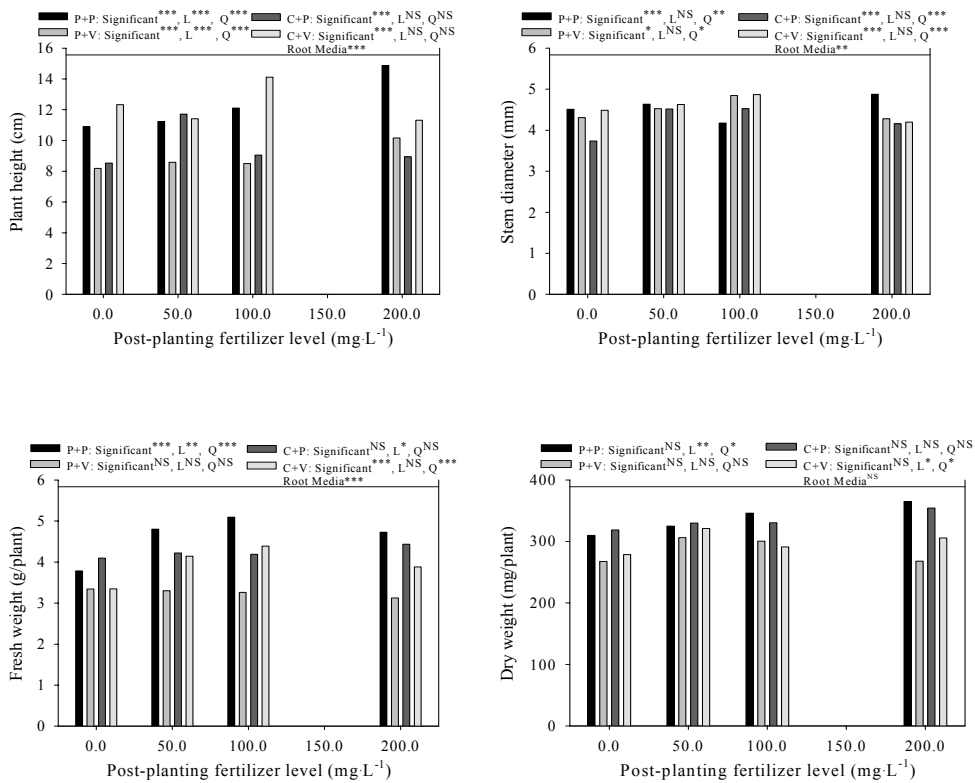 P+P: Significant***, L***, Q*** C+P: Significant***, LNS, QNS
P+V: Significant***, L***, Q*** C+V: Significant***, LNS, QNS
Root Media***
16
14
12
10
8
6
4
2
0
Plant height (cm)
0.0 50.0 100.0 150.0 200.0
Post-planting fertilizer level (mg·L-1)
P+P: Significant***, LNS, Q** C+P: Significant***, LNS, Q***
P+V: Significant*, LNS, Q* C+V: Significant***, LNS, Q***
Root Media**
6
5
4
3
2
1
0
Stem diameter (mm)
0.0 50.0 100.0 150.0 200.0
Post-planting fertilizer level (mg·L-1)
P+P: Significant***, L**, Q*** C+P: SignificantNS, L*, QNS
P+V: SignificantNS, LNS, QNS C+V: Significant***, LNS, Q***
Root Media***
6
5
4
3
2
1
0
Fresh weight (g/plant)
0.0 50.0 100.0 150.0 200.0
Post-planting fertilizer level (mg·L-1)
P+P: SignificantNS, L**, Q* C+P: SignificantNS, LNS, QNS
P+V: SignificantNS, LNS, QNS C+V: SignificantNS, L*, Q*
Root MediaNS
400
300
200
100
0
Dry weight (mg/plant)
0.0 50.0 100.0 150.0 200.0
Post-planting fertilizer level (mg·L-1)